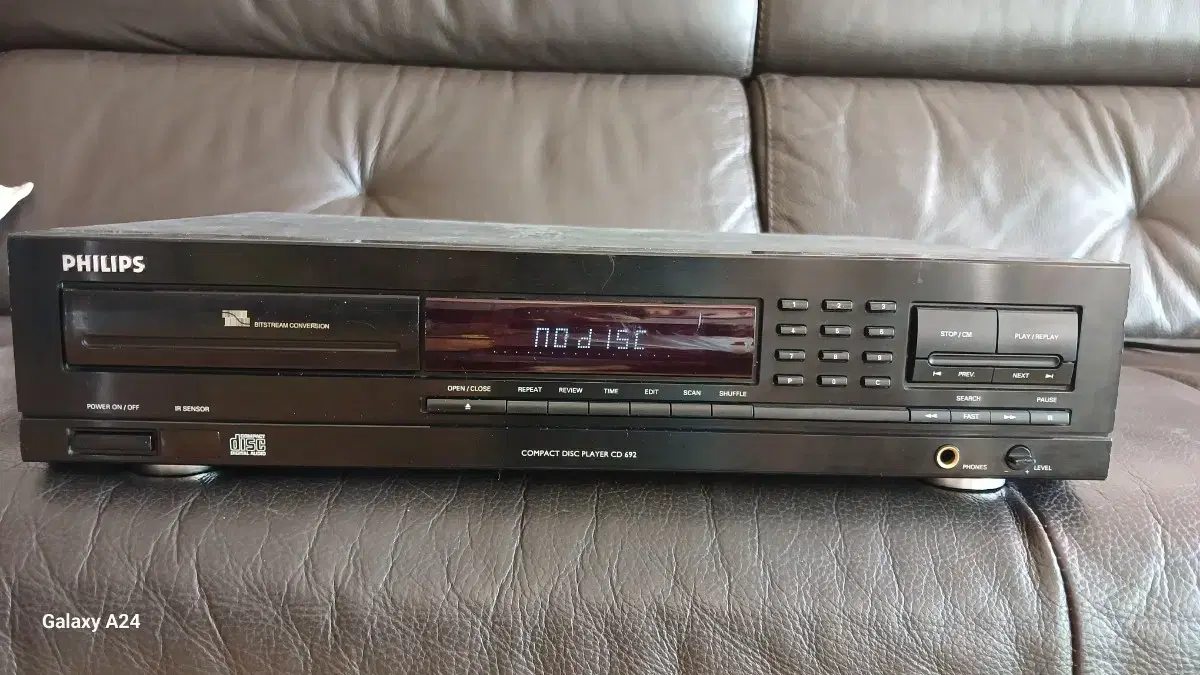 PHILIPS
BITSTREAM CONVERSION
no disc
1 2 3
4 5 6
7 8 9
P 0 C
STOP / CM PLAY / REPLAY
PREV. NEXT
OPEN / CLOSE REPEAT REVIEW TIME EDIT SCAN SHUFFLE
SEARCH PAUSE
FAST
POWER ON / OFF IR SENSOR
COMPACT
disc
DIGITAL AUDIO
COMPACT DISC PLAYER CD 692
PHONES
LEVEL
Galaxy A24